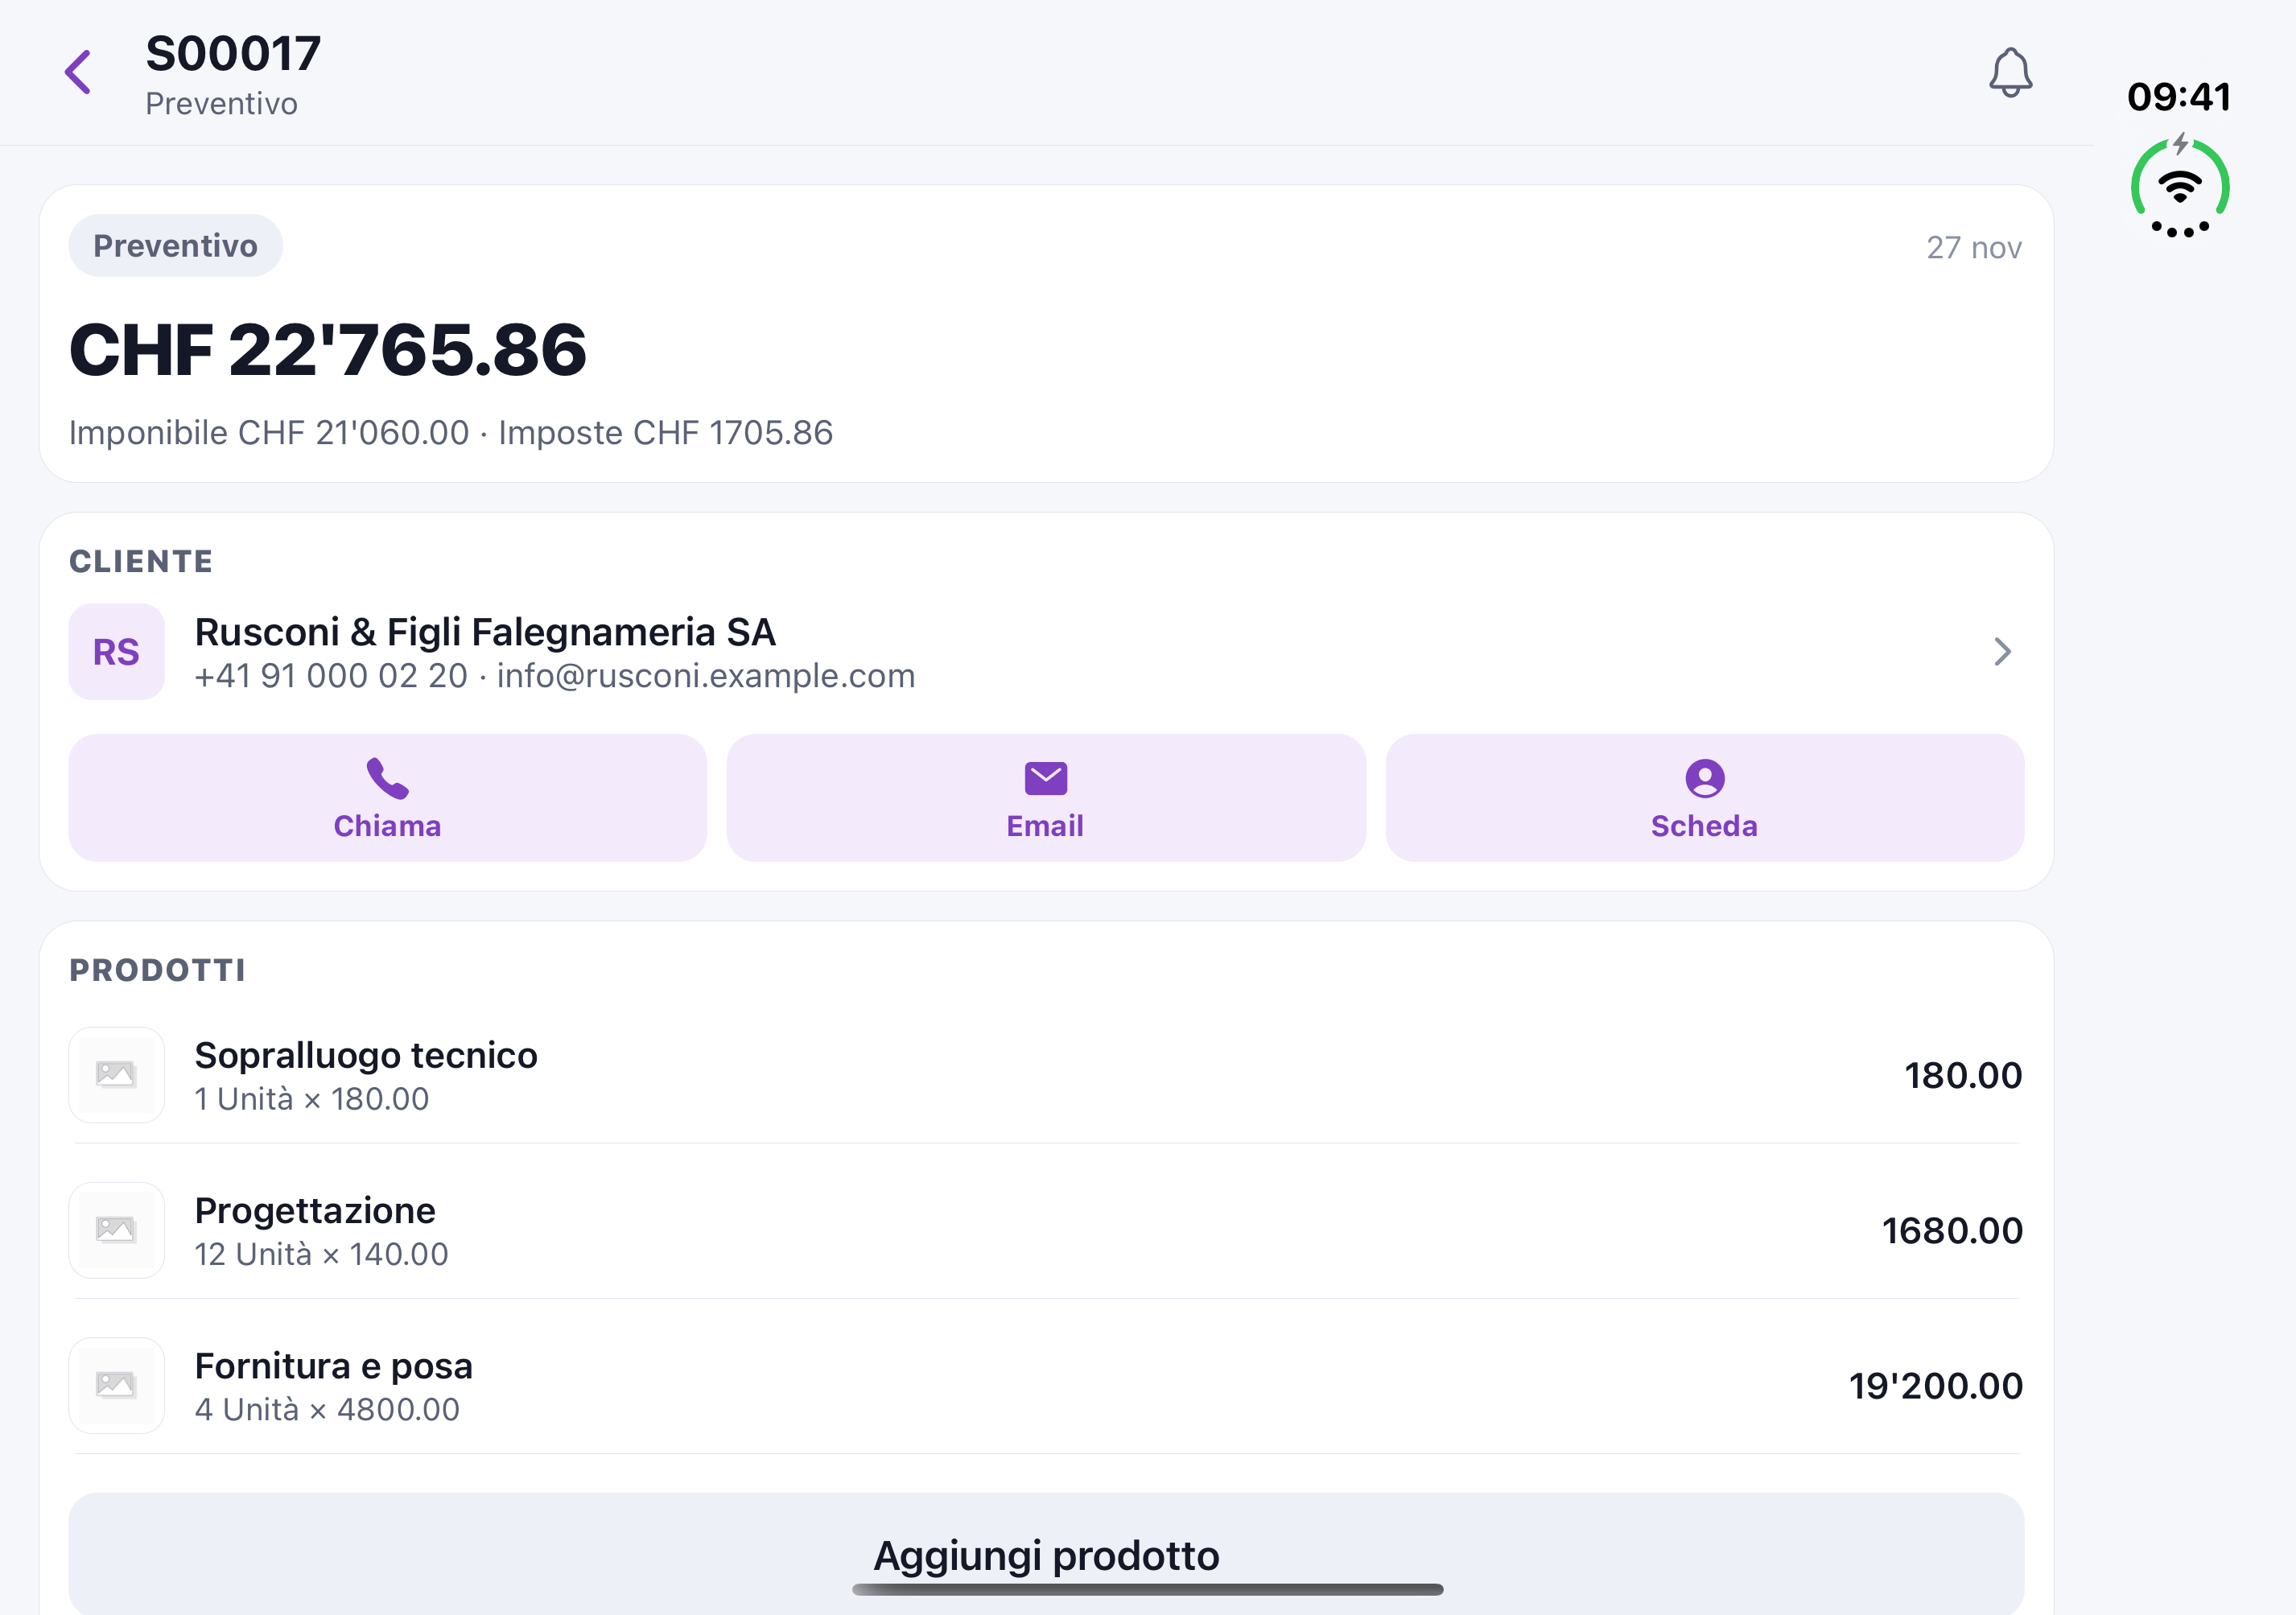 S00017
Preventivo
09:41
Preventivo
27 nov
CHF 22'765.86
Imponibile CHF 21'060.00 · Imposte CHF 1705.86
CLIENTE
RS
Rusconi & Figli Falegnameria SA
+41 91 000 02 20 · info@rusconi.example.com
Chiama
Email
Scheda
PRODOTTI
Sopralluogo tecnico
1 Unità × 180.00
180.00
Progettazione
12 Unità × 140.00
1680.00
Fornitura e posa
4 Unità × 4800.00
19'200.00
Aggiungi prodotto